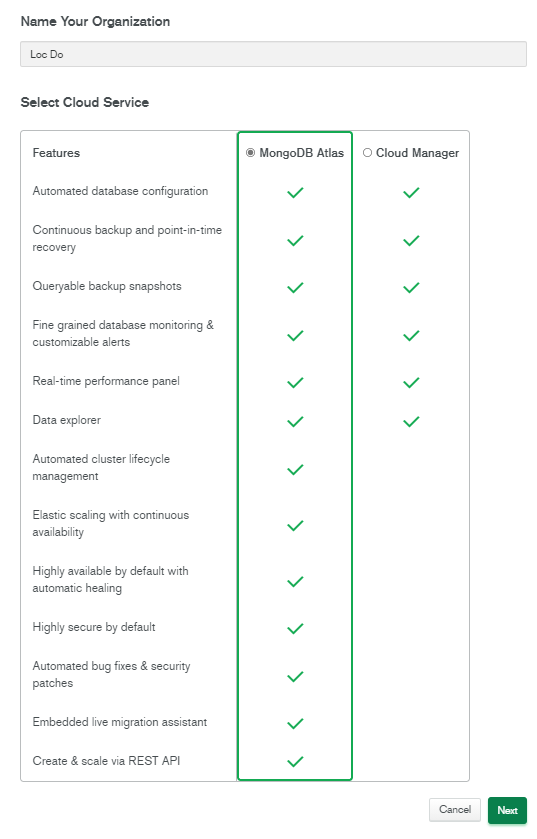 Name Your Organization
Loc Do
Select Cloud Service
Features
MongoDB Atlas
Cloud Manager
Automated database configuration
Continuous backup and point-in-time
recovery
Queryable backup snapshots
Fine grained database monitoring &
customizable alerts
Real-time performance panel
Data explorer
Automated cluster lifecycle
management
Elastic scaling with continuous
availability
Highly available by default with
automatic healing
Highly secure by default
Automated bug fixes & security
patches
Embedded live migration assistant
Create & scale via REST API
Cancel
Next